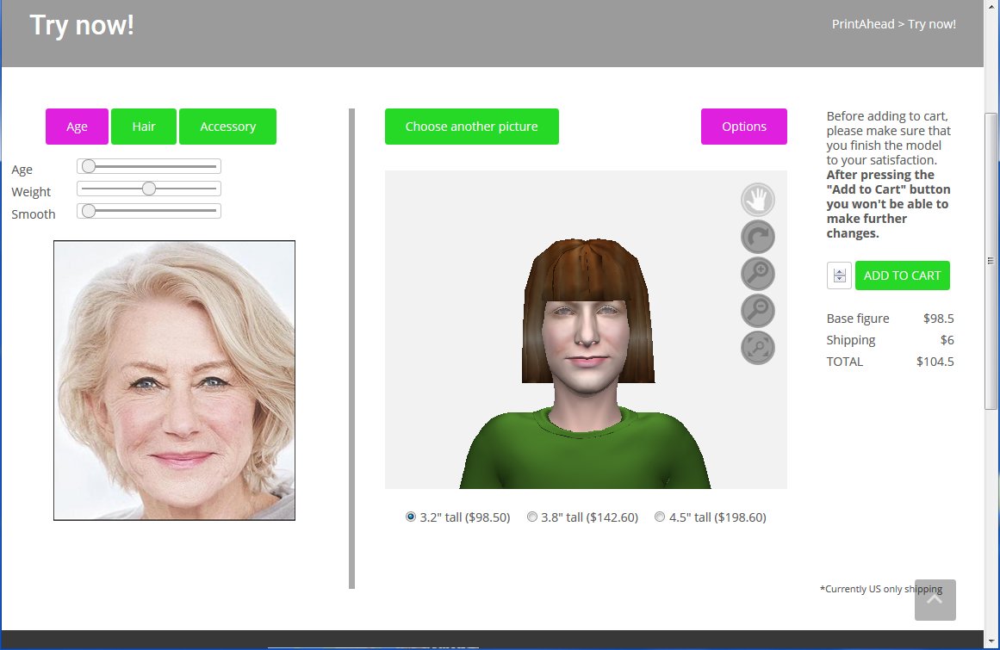 Try now!
PrintAhead > Try now!
Age
Hair
Accessory
Choose another picture
Options
Age
Weight
Smooth
Before adding to cart,
please make sure that
you finish the model
to your satisfaction.
After pressing the
"Add to Cart" button
you won't be able to
make further
changes.
ADD TO CART
Base figure $98.5
Shipping $6
TOTAL $104.5
3.2" tall ($98.50) 3.8" tall ($142.60) 4.5" tall ($198.60)
*Currently US only shipping